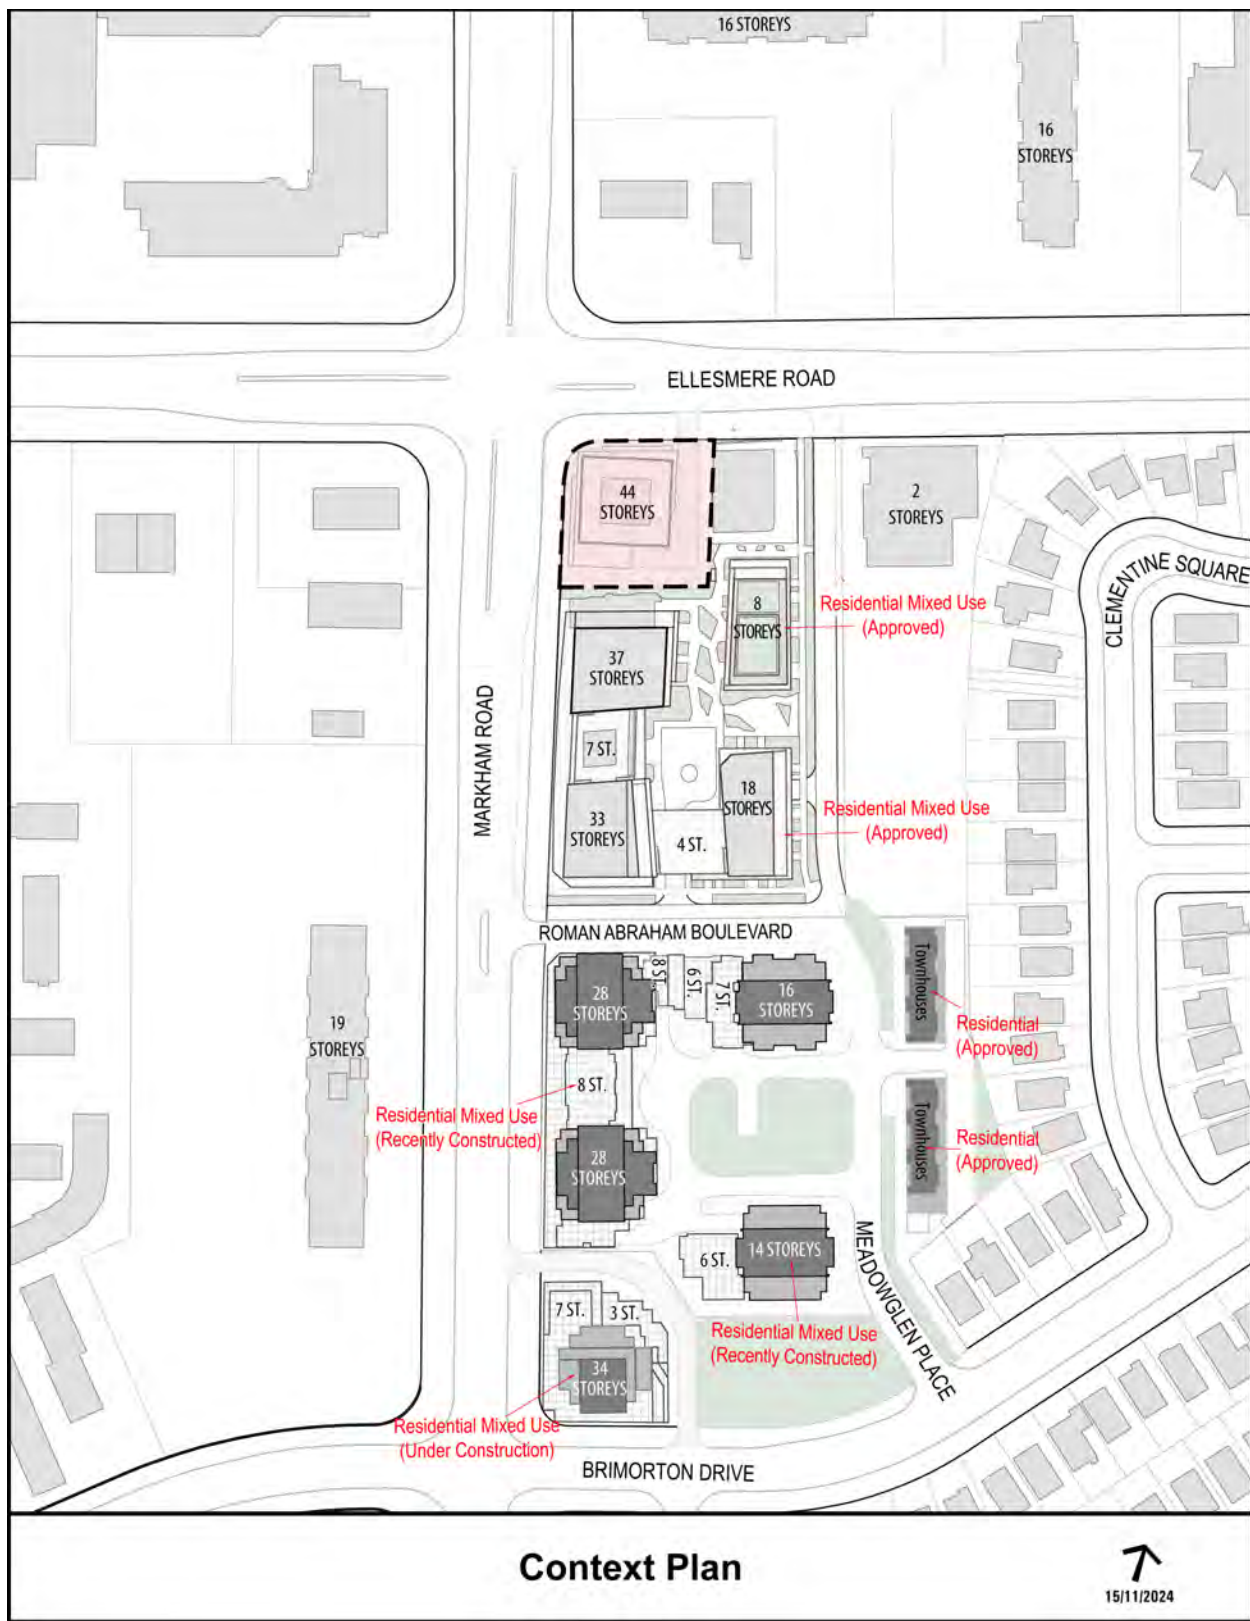 16 STOREYS
16
STOREYS
ELLESMERE ROAD
44
STOREYS
2
STOREYS
CLEMENTINE SQUARE
8
STOREYS
Residential Mixed Use
(Approved)
37
STOREYS
MARKHAM ROAD
7 ST.
18
STOREYS
Residential Mixed Use
(Approved)
33
STOREYS
4 ST.
ROMAN ABRAHAM BOULEVARD
28
STOREYS
8 ST.
6 ST.
7 ST.
16
STOREYS
Townhouses
Residential
(Approved)
19
STOREYS
8 ST.
Residential Mixed Use
(Recently Constructed)
28
STOREYS
Townhouses
Residential
(Approved)
6 ST.
14 STOREYS
MEADOWGLEN PLACE
Residential Mixed Use
(Recently Constructed)
7 ST.
3 ST.
34
STOREYS
Residential Mixed Use
(Under Construction)
BRIMORTON DRIVE
Context Plan
15/11/2024